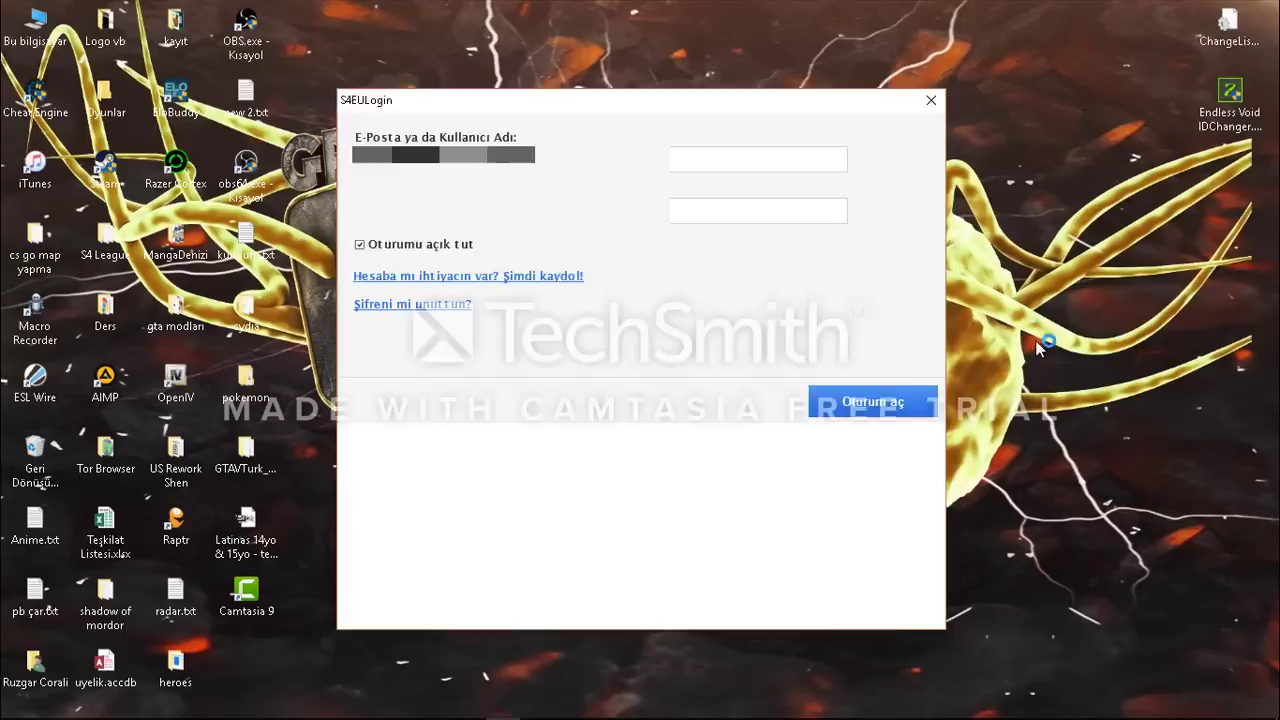 Bu bilgisayar
Logo vb
kayıt
OBS.exe -
Kısayol
ChangeLis...
Cheat Engine
Oyunlar
EloBuddy
new 2.txt
Endless Void
IDChanger....
iTunes
Steam
Razer Cortex
obs64.exe -
Kısayol
cs go map
yapma
S4 League
MangaDenizi
Macro
Recorder
Ders
gta modları
cydia
ESL Wire
AIMP
OpenIV
pokemon
Geri
Dönüşü...
Tor Browser
US Rework
Shen
GTAVTurk_...
Anime.txt
Teşkilat
Listesi.xlsx
Raptr
Latinas 14yo
& 15yo - te...
pb çar.txt
shadow of
mordor
radar.txt
Camtasia 9
Ruzgar Corali
uyelik.accdb
heroes
S4EULogin
E-Posta ya da Kullanıcı Adı:
Oturumu açık tut
Hesaba mı ihtiyacın var? Şimdi kaydol!
Şifreni mi unuttun?
TechSmith
Oturum aç
MADE WITH CAMTASIA FREE TRIAL